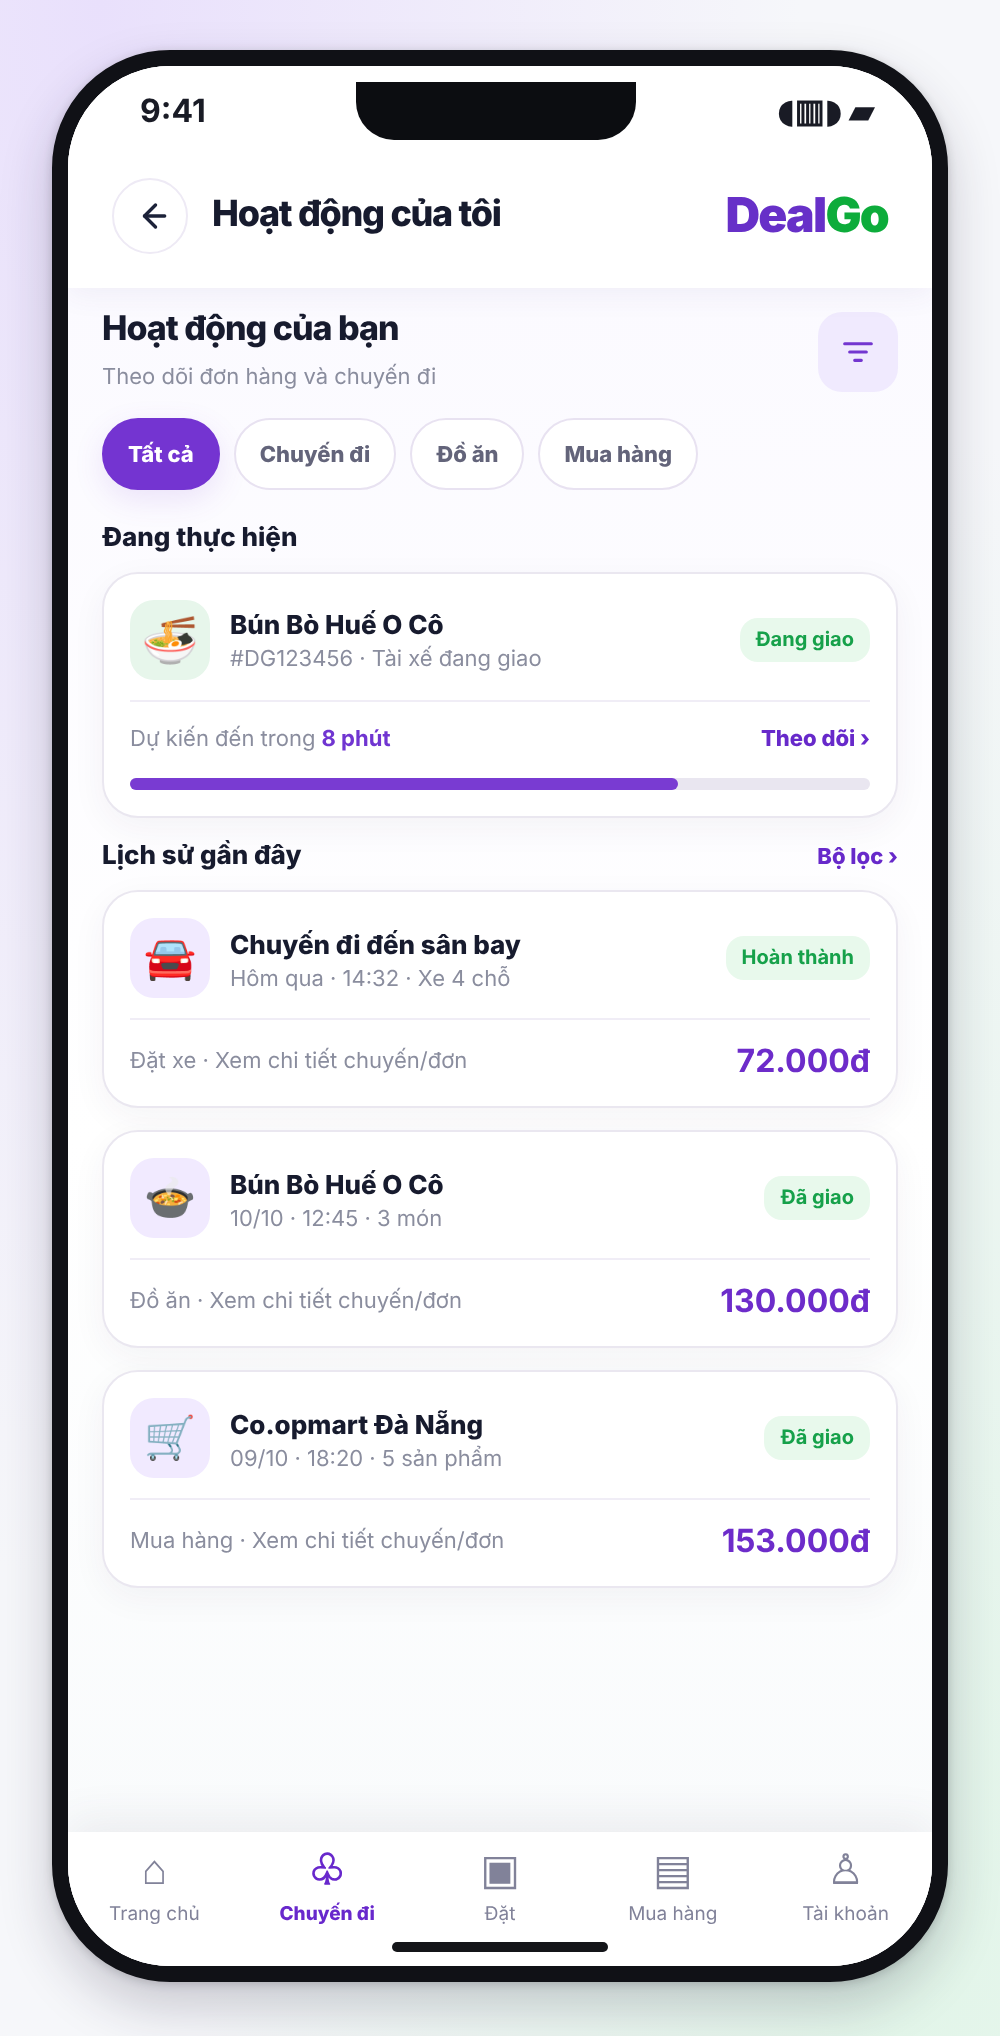 9:41
Hoạt động của tôi
DealGo
Hoạt động của bạn
Theo dõi đơn hàng và chuyến đi
Tất cả
Chuyến đi
Đồ ăn
Mua hàng
Đang thực hiện
Bún Bò Huế O Cô
#DG123456 · Tài xế đang giao
Đang giao
Dự kiến đến trong 8 phút
Theo dõi ›
Lịch sử gần đây
Bộ lọc ›
Chuyến đi đến sân bay
Hôm qua · 14:32 · Xe 4 chỗ
Hoàn thành
Đặt xe · Xem chi tiết chuyến/đơn
72.000đ
Bún Bò Huế O Cô
10/10 · 12:45 · 3 món
Đã giao
Đồ ăn · Xem chi tiết chuyến/đơn
130.000đ
Co.opmart Đà Nẵng
09/10 · 18:20 · 5 sản phẩm
Đã giao
Mua hàng · Xem chi tiết chuyến/đơn
153.000đ
Trang chủ
Chuyến đi
Đặt
Mua hàng
Tài khoản